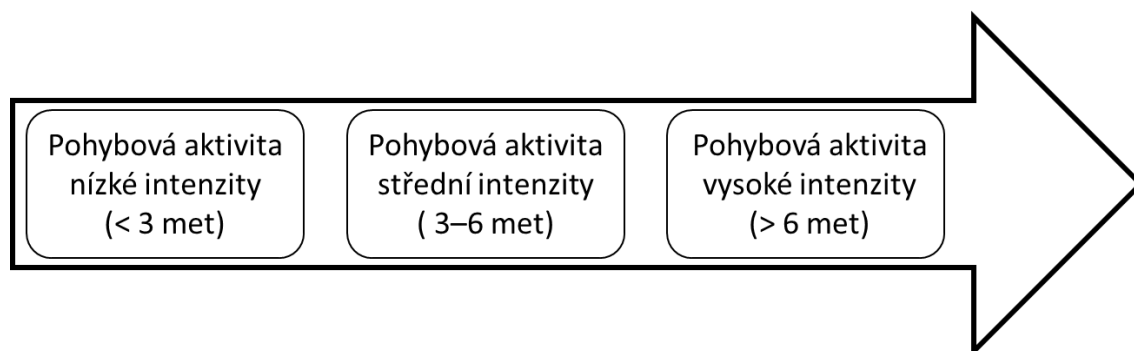 Pohybová aktivita
nízké intenzity
(< 3 met)
Pohybová aktivita
střední intenzity
( 3–6 met)
Pohybová aktivita
vysoké intenzity
(> 6 met)